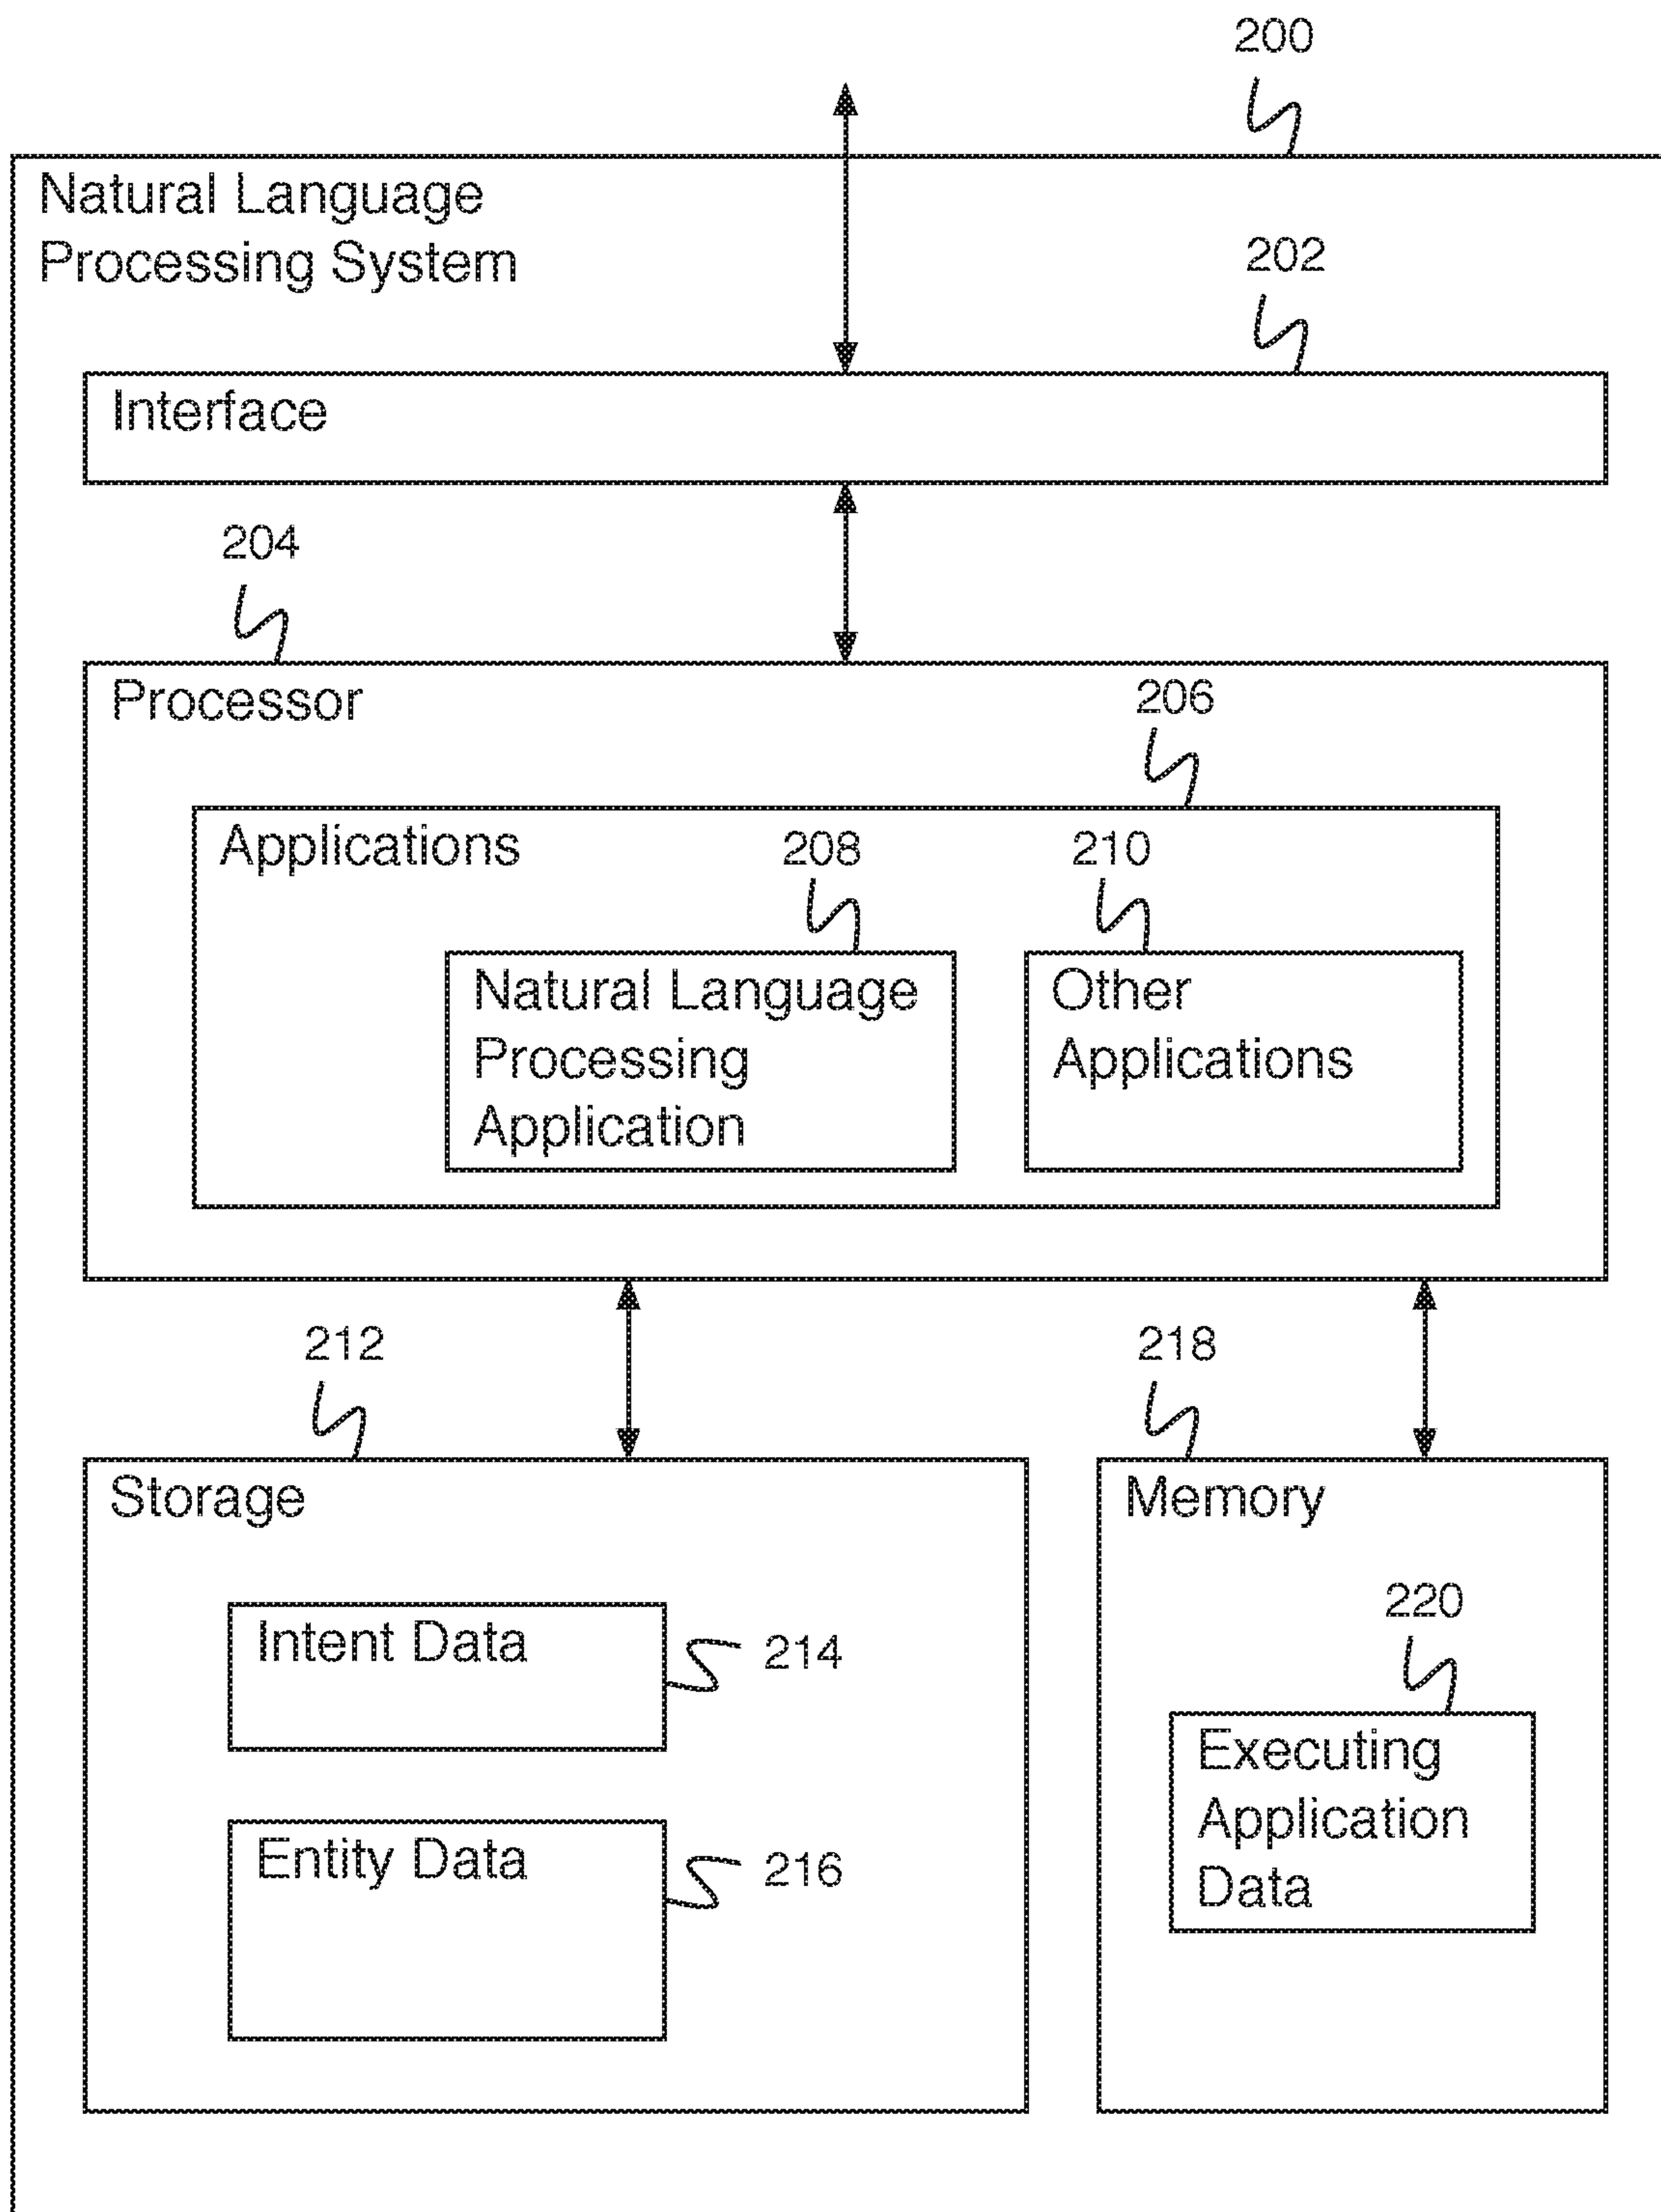 200
Natural Language
Processing System
202
Interface
204
Processor
206
Applications
208
210
Natural Language
Processing
Application
Other
Applications
212
218
Storage
Memory
Intent Data
214
220
Executing
Application
Data
Entity Data
216